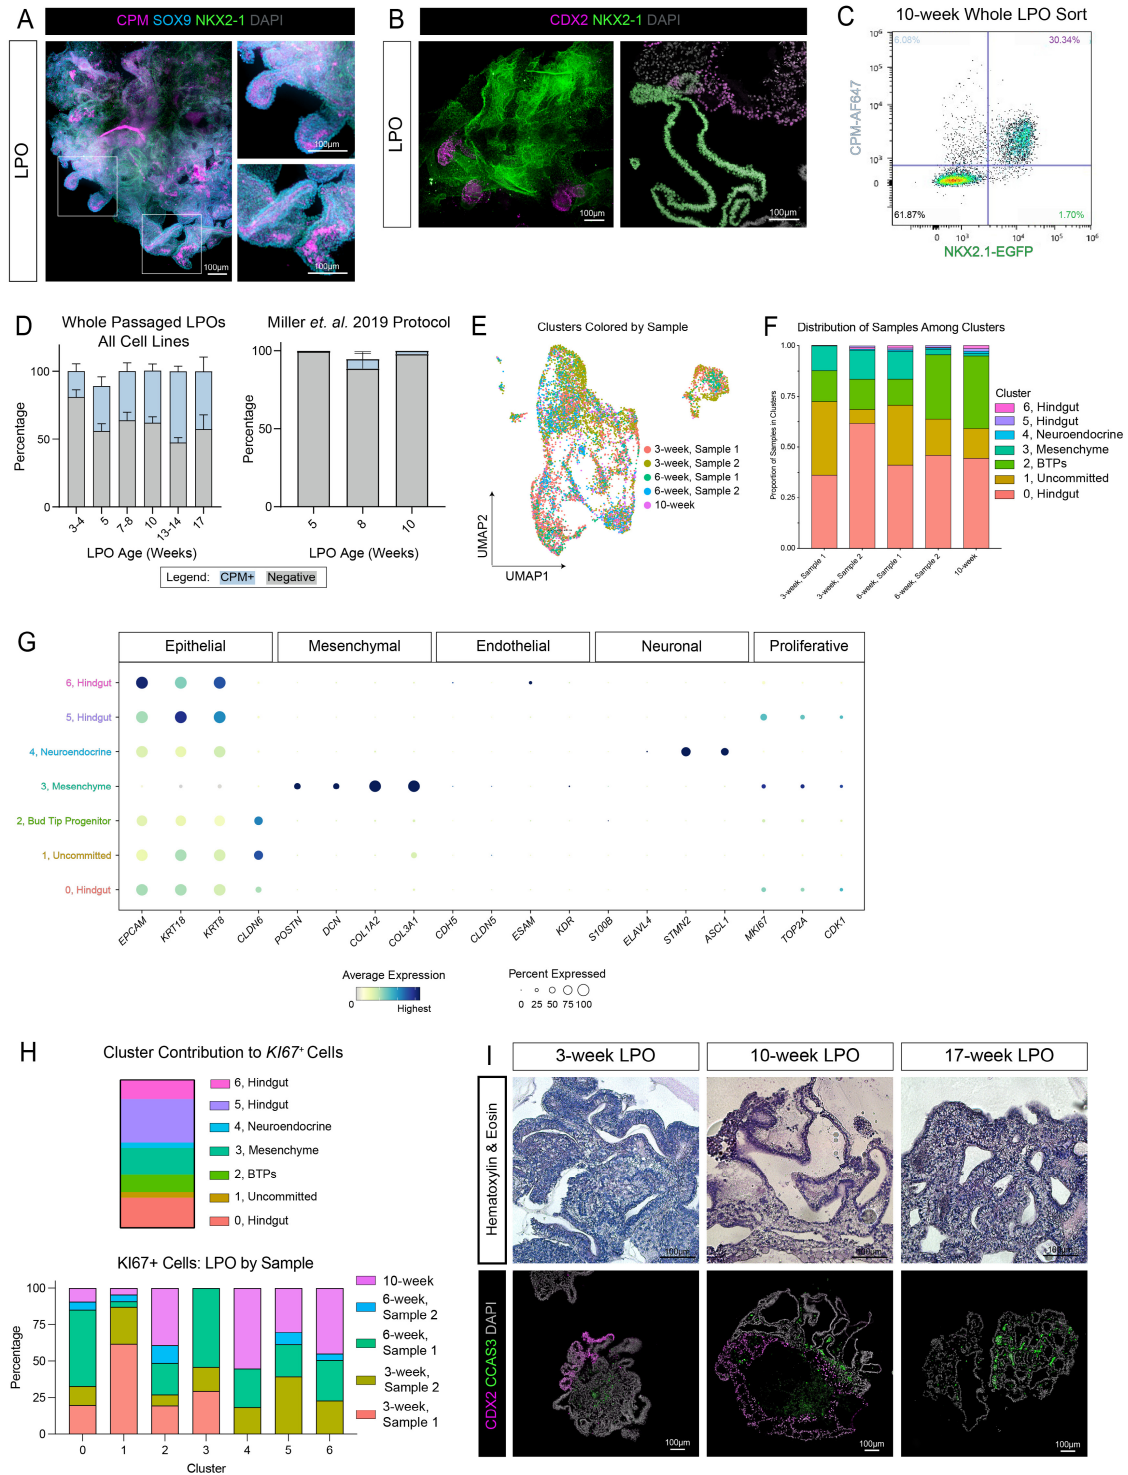 A
CPM SOX9 NKX2-1 DAPI
LPO
100µm
100µm
100µm
B
CDX2 NKX2-1 DAPI
LPO
100µm
100µm
C
10-week Whole LPO Sort
6.08%
30.34%
61.87%
1.70%
CPM-AF647
10⁶
10⁵
10⁴
10³
0
0 10³ 10⁴ 10⁵ 10⁶
NKX2.1-EGFP
D
Whole Passaged LPOs
All Cell Lines
Percentage
100
50
0
3-4 5 7-8 10 13-14 17
LPO Age (Weeks)
Miller et. al. 2019 Protocol
Percentage
100
50
0
5 8 10
LPO Age (Weeks)
Legend: CPM+ Negative
E
Clusters Colored by Sample
3-week, Sample 1
3-week, Sample 2
6-week, Sample 1
6-week, Sample 2
10-week
UMAP2
UMAP1
F
Distribution of Samples Among Clusters
Proportion of Samples in Clusters
1.00
0.75
0.50
0.25
0.00
3-week, Sample 1
3-week, Sample 2
6-week, Sample 1
6-week, Sample 2
10-week
Cluster
6, Hindgut
5, Hindgut
4, Neuroendocrine
3, Mesenchyme
2, BTPs
1, Uncommitted
0, Hindgut
G
Epithelial Mesenchymal Endothelial Neuronal Proliferative
6, Hindgut
5, Hindgut
4, Neuroendocrine
3, Mesenchyme
2, Bud Tip Progenitor
1, Uncommitted
0, Hindgut
EPCAM KRT18 KRT8 CLDN6 POSTN DCN COL1A2 COL3A1 CDH5 CLDN5 ESAM KDR S100B ELAVL4 STMN2 ASCL1 MKI67 TOP2A CDK1
Average Expression
0 Highest
Percent Expressed
0 25 50 75 100
H
Cluster Contribution to KI67⁺ Cells
6, Hindgut
5, Hindgut
4, Neuroendocrine
3, Mesenchyme
2, BTPs
1, Uncommitted
0, Hindgut
KI67+ Cells: LPO by Sample
Percentage
100
75
50
25
0
0 1 2 3 4 5 6
Cluster
10-week
6-week,
Sample 2
6-week,
Sample 1
3-week,
Sample 2
3-week,
Sample 1
I
3-week LPO 10-week LPO 17-week LPO
Hematoxylin & Eosin
100µm
100µm
100µm
CDX2 CCAS3 DAPI
100µm
100µm
100µm